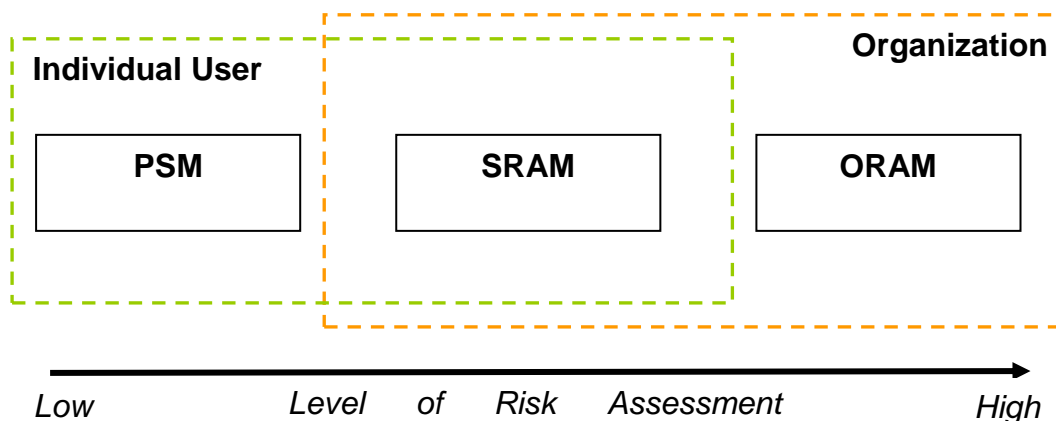 Organization
Individual User
PSM SRAM ORAM
Low Level of Risk Assessment High